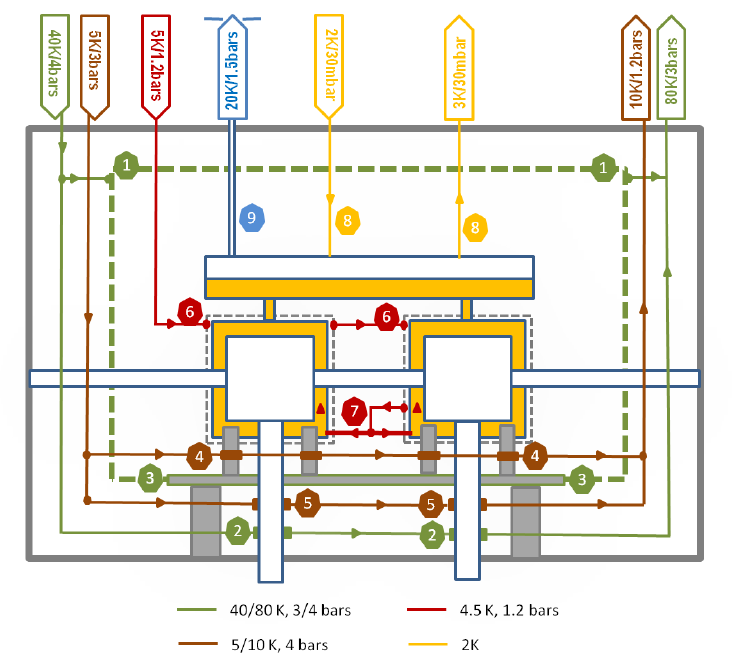 40K/4bars
5K/3bars
5K/1.2bars
20K/1.5bars
2K/30mbar
3K/30mbar
10K/1.2bars
80K/3bars
1
1
9
8
8
6
6
7
4
4
3
3
5
5
2
2
40/80 K, 3/4 bars
4.5 K, 1.2 bars
5/10 K, 4 bars
2K